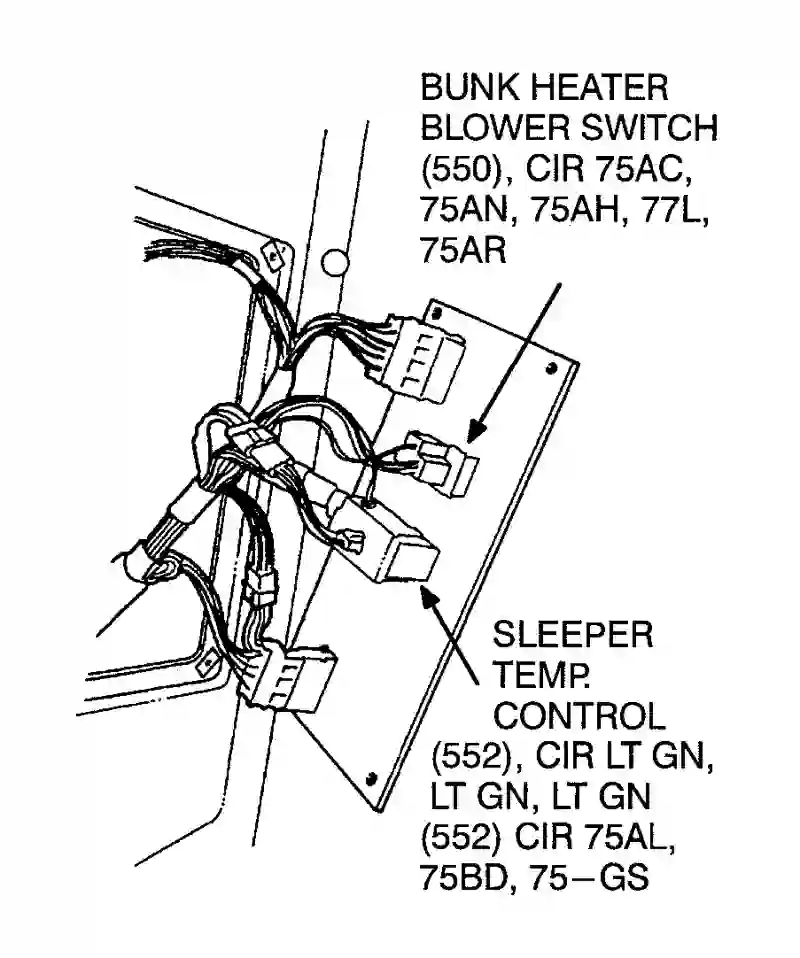 BUNK HEATER
BLOWER SWITCH
(550), CIR 75AC,
75AN, 75AH, 77L,
75AR
SLEEPER
TEMP.
CONTROL
(552), CIR LT GN,
LT GN, LT GN
(552) CIR 75AL,
75BD, 75–GS